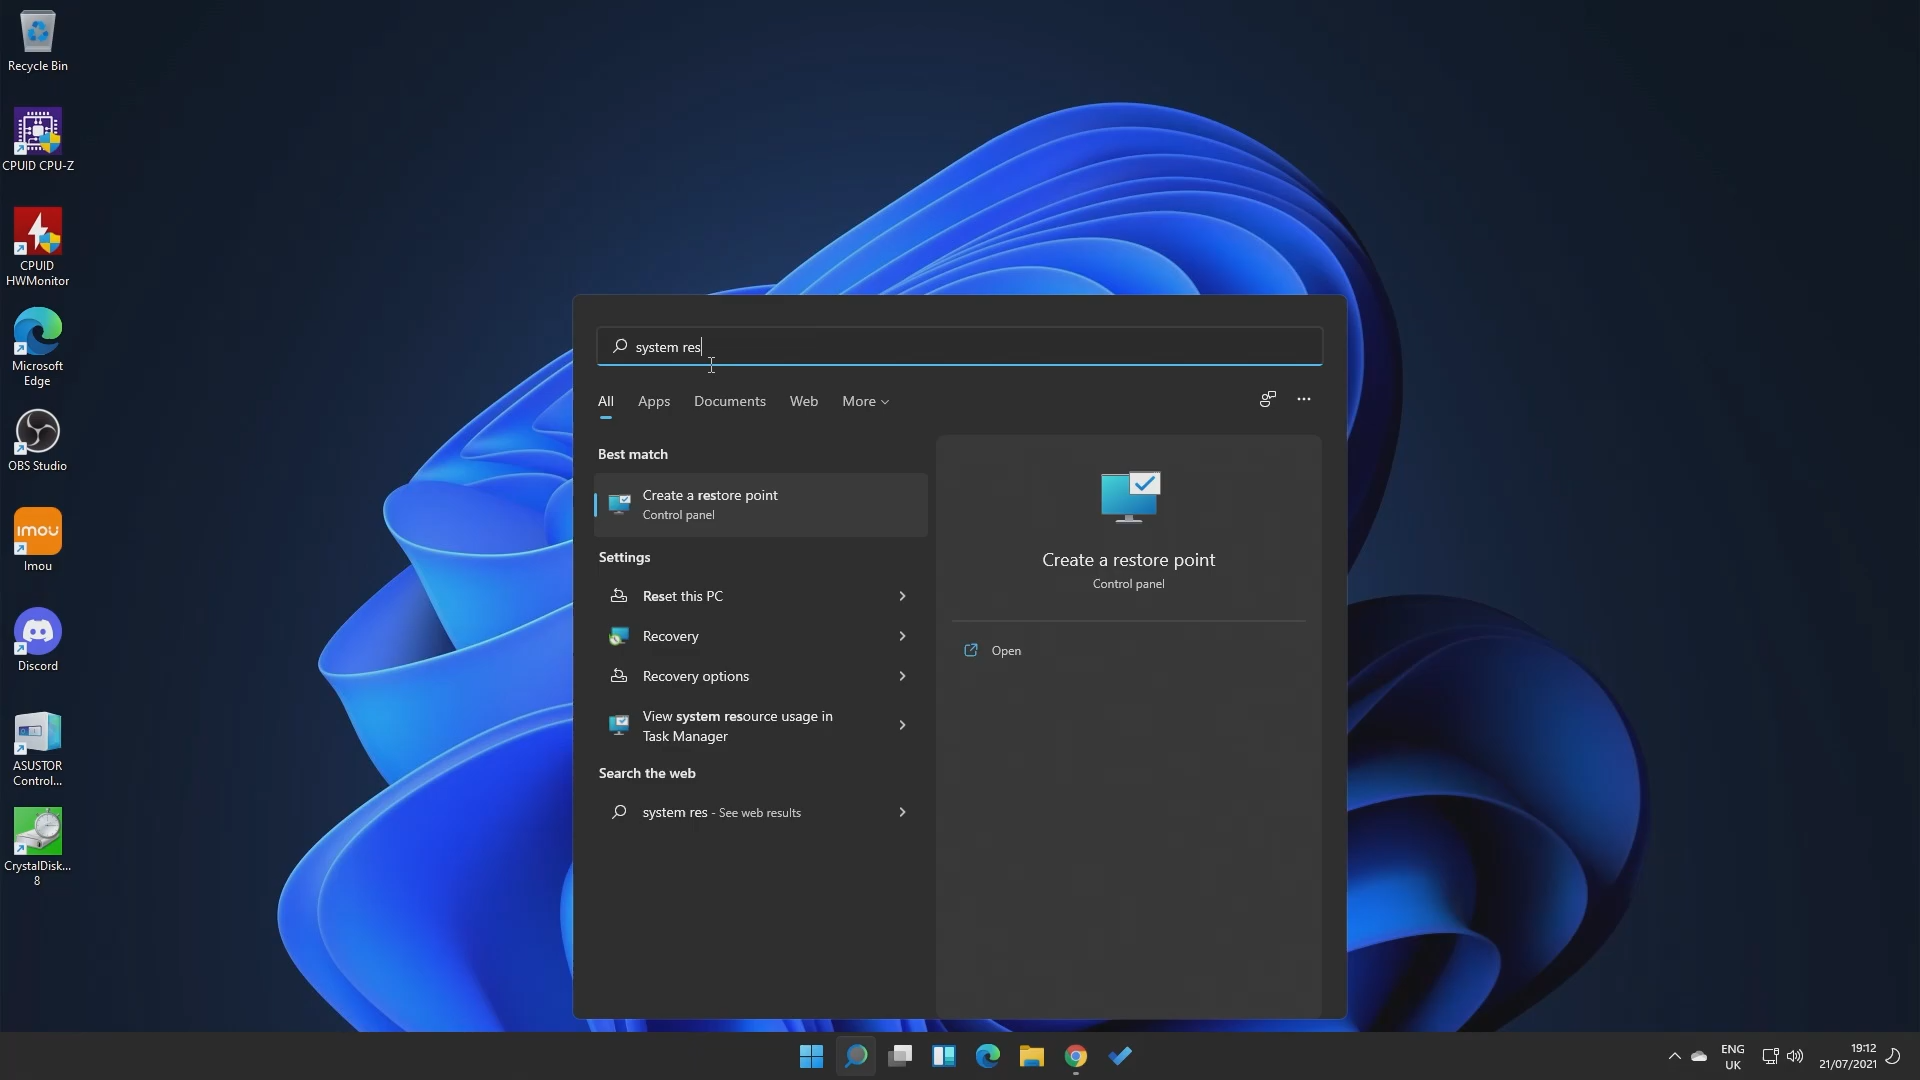 Recycle Bin
CPUID CPU-Z
CPUID
HWMonitor
Microsoft
Edge
OBS Studio
imou
Imou
Discord
ASUSTOR
Control...
CrystalDisk...
8
system res
All
Apps
Documents
Web
More
Best match
Create a restore point
Control panel
Settings
Reset this PC
Recovery
Recovery options
View system resource usage in
Task Manager
Search the web
system res - See web results
Create a restore point
Control panel
Open
ENG
UK
19:12
21/07/2021